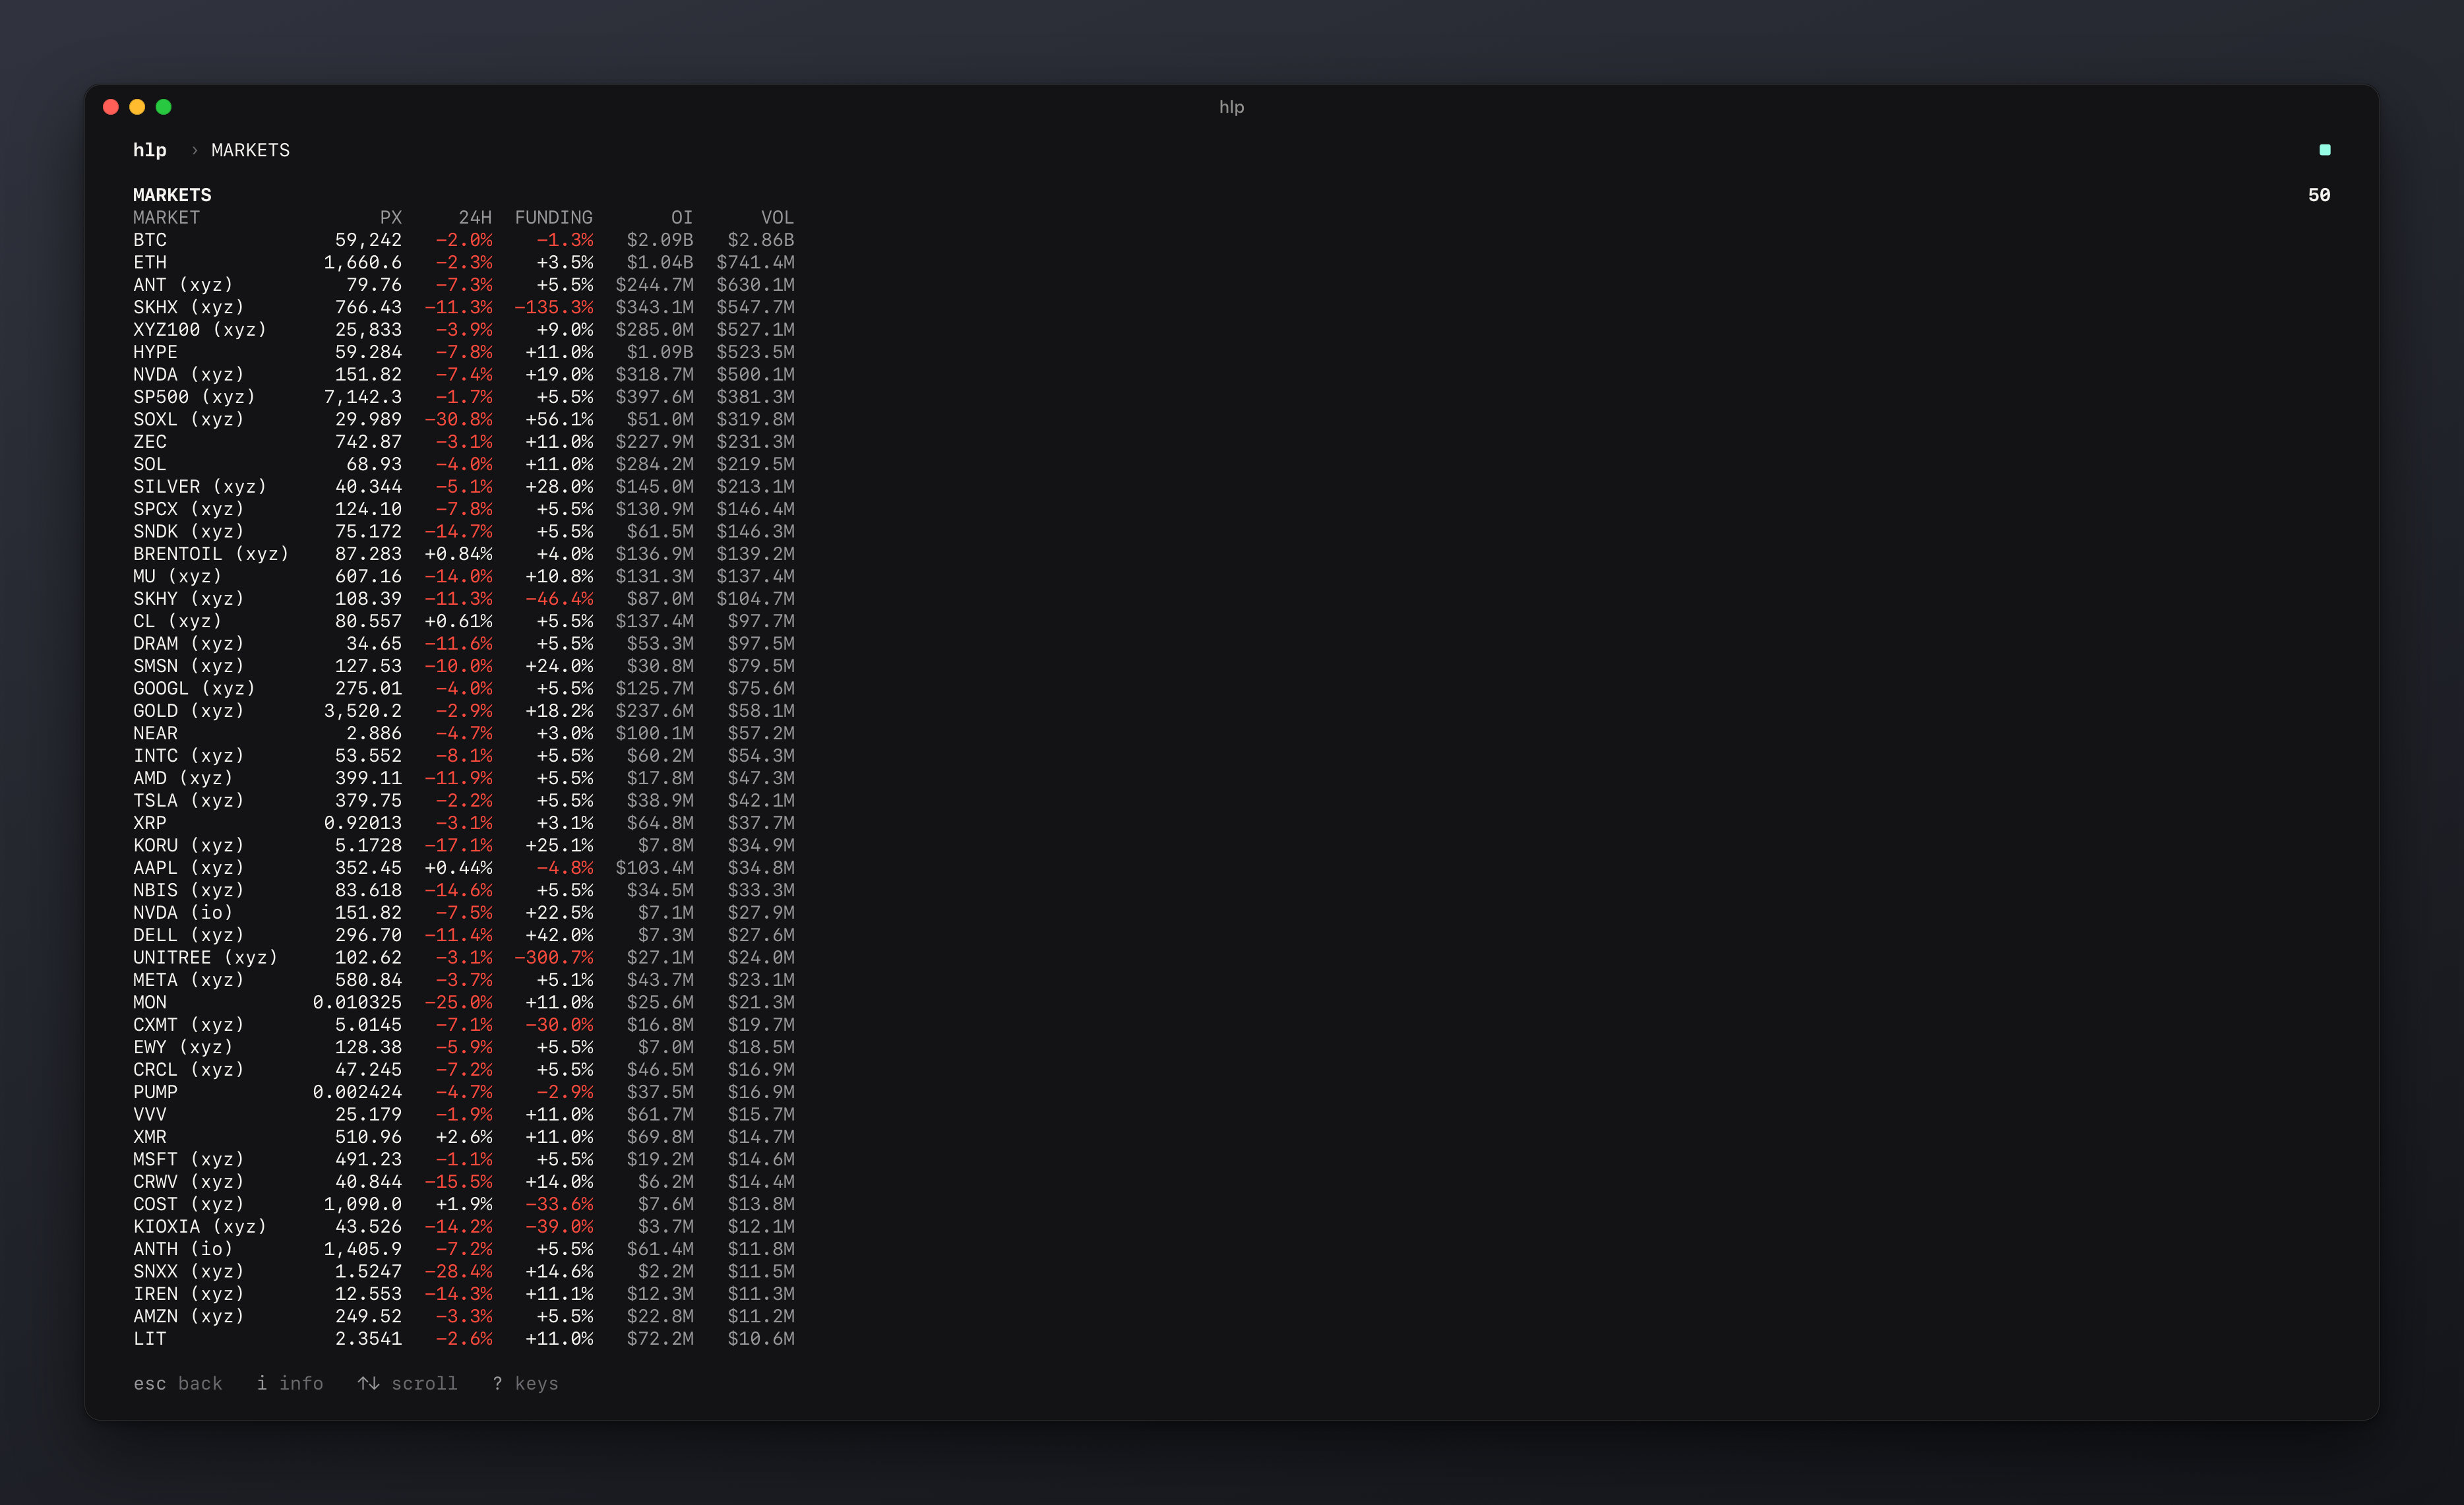 hlp
hlp › MARKETS
MARKETS 50
MARKET PX 24H FUNDING OI VOL
BTC 59,242 −2.0% −1.3% $2.09B $2.86B
ETH 1,660.6 −2.3% +3.5% $1.04B $741.4M
ANT (xyz) 79.76 −7.3% +5.5% $244.7M $630.1M
SKHX (xyz) 766.43 −11.3% −135.3% $343.1M $547.7M
XYZ100 (xyz) 25,833 −3.9% +9.0% $285.0M $527.1M
HYPE 59.284 −7.8% +11.0% $1.09B $523.5M
NVDA (xyz) 151.82 −7.4% +19.0% $318.7M $500.1M
SP500 (xyz) 7,142.3 −1.7% +5.5% $397.6M $381.3M
SOXL (xyz) 29.989 −30.8% +56.1% $51.0M $319.8M
ZEC 742.87 −3.1% +11.0% $227.9M $231.3M
SOL 68.93 −4.0% +11.0% $284.2M $219.5M
SILVER (xyz) 40.344 −5.1% +28.0% $145.0M $213.1M
SPCX (xyz) 124.10 −7.8% +5.5% $130.9M $146.4M
SNDK (xyz) 75.172 −14.7% +5.5% $61.5M $146.3M
BRENTOIL (xyz) 87.283 +0.84% +4.0% $136.9M $139.2M
MU (xyz) 607.16 −14.0% +10.8% $131.3M $137.4M
SKHY (xyz) 108.39 −11.3% −46.4% $87.0M $104.7M
CL (xyz) 80.557 +0.61% +5.5% $137.4M $97.7M
DRAM (xyz) 34.65 −11.6% +5.5% $53.3M $97.5M
SMSN (xyz) 127.53 −10.0% +24.0% $30.8M $79.5M
GOOGL (xyz) 275.01 −4.0% +5.5% $125.7M $75.6M
GOLD (xyz) 3,520.2 −2.9% +18.2% $237.6M $58.1M
NEAR 2.886 −4.7% +3.0% $100.1M $57.2M
INTC (xyz) 53.552 −8.1% +5.5% $60.2M $54.3M
AMD (xyz) 399.11 −11.9% +5.5% $17.8M $47.3M
TSLA (xyz) 379.75 −2.2% +5.5% $38.9M $42.1M
XRP 0.92013 −3.1% +3.1% $64.8M $37.7M
KORU (xyz) 5.1728 −17.1% +25.1% $7.8M $34.9M
AAPL (xyz) 352.45 +0.44% −4.8% $103.4M $34.8M
NBIS (xyz) 83.618 −14.6% +5.5% $34.5M $33.3M
NVDA (io) 151.82 −7.5% +22.5% $7.1M $27.9M
DELL (xyz) 296.70 −11.4% +42.0% $7.3M $27.6M
UNITREE (xyz) 102.62 −3.1% −300.7% $27.1M $24.0M
META (xyz) 580.84 −3.7% +5.1% $43.7M $23.1M
MON 0.010325 −25.0% +11.0% $25.6M $21.3M
CXMT (xyz) 5.0145 −7.1% −30.0% $16.8M $19.7M
EWY (xyz) 128.38 −5.9% +5.5% $7.0M $18.5M
CRCL (xyz) 47.245 −7.2% +5.5% $46.5M $16.9M
PUMP 0.002424 −4.7% −2.9% $37.5M $16.9M
VVV 25.179 −1.9% +11.0% $61.7M $15.7M
XMR 510.96 +2.6% +11.0% $69.8M $14.7M
MSFT (xyz) 491.23 −1.1% +5.5% $19.2M $14.6M
CRWV (xyz) 40.844 −15.5% +14.0% $6.2M $14.4M
COST (xyz) 1,090.0 +1.9% −33.6% $7.6M $13.8M
KIOXIA (xyz) 43.526 −14.2% −39.0% $3.7M $12.1M
ANTH (io) 1,405.9 −7.2% +5.5% $61.4M $11.8M
SNXX (xyz) 1.5247 −28.4% +14.6% $2.2M $11.5M
IREN (xyz) 12.553 −14.3% +11.1% $12.3M $11.3M
AMZN (xyz) 249.52 −3.3% +5.5% $22.8M $11.2M
LIT 2.3541 −2.6% +11.0% $72.2M $10.6M
esc back i info ↑↓ scroll ? keys